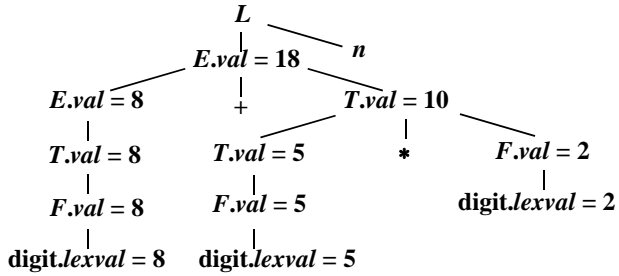 L
n
E.val = 18
E.val = 8
+
T.val = 10
T.val = 8
T.val = 5
*
F.val = 2
F.val = 8
F.val = 5
digit.lexval = 2
digit.lexval = 8
digit.lexval = 5